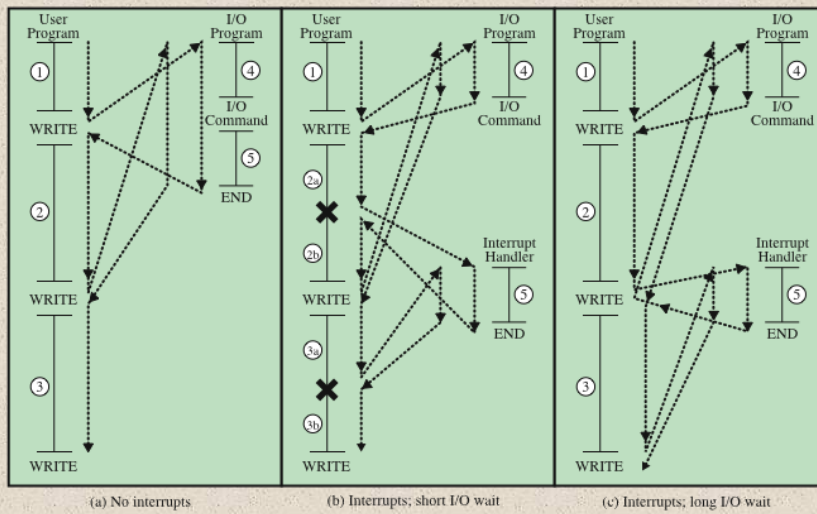 User
Program
I/O
Program
1
4
I/O
Command
WRITE
5
END
2
WRITE
3
WRITE
(a) No interrupts
User
Program
I/O
Program
1
4
I/O
Command
WRITE
2a
2b
Interrupt
Handler
5
END
WRITE
3a
3b
WRITE
(b) Interrupts; short I/O wait
User
Program
I/O
Program
1
4
I/O
Command
WRITE
2
Interrupt
Handler
5
END
WRITE
3
WRITE
(c) Interrupts; long I/O wait